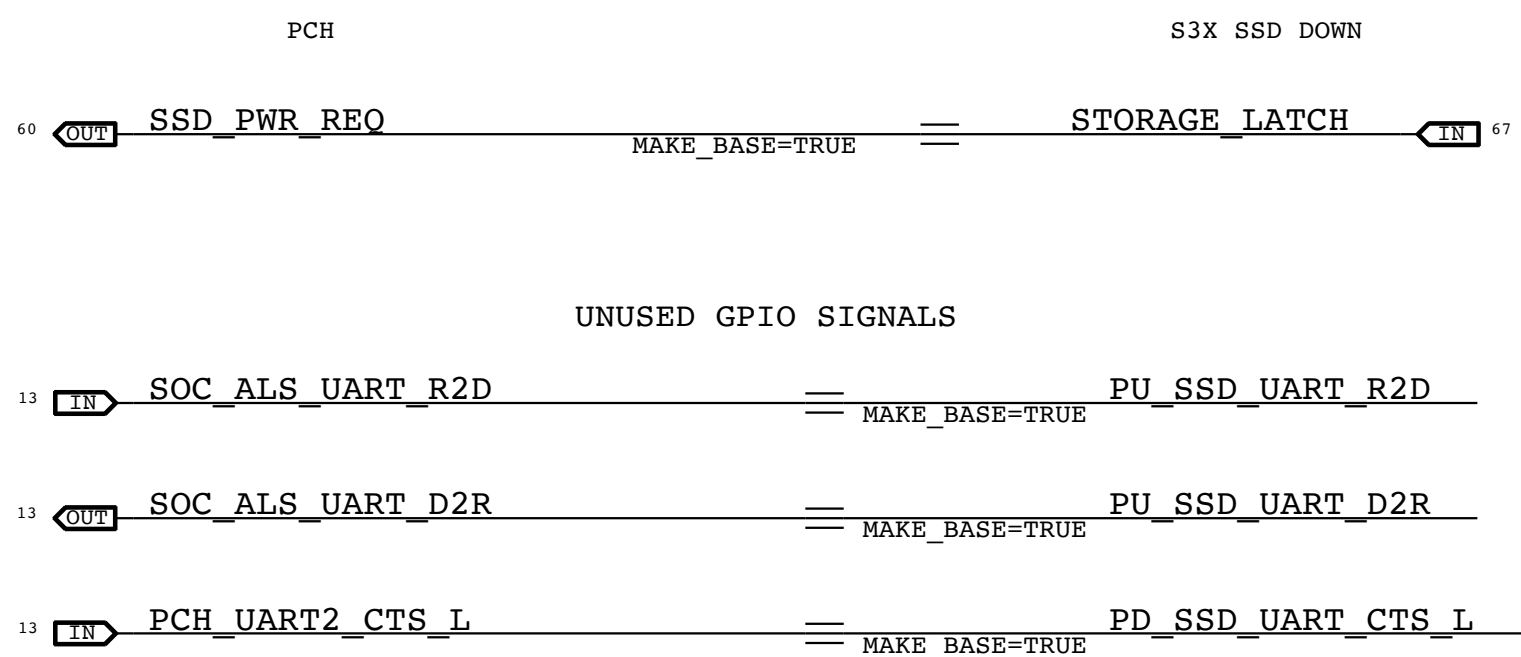 PCH S3X SSD DOWN
60 OUT SSD_PWR_REQ STORAGE_LATCH IN 67
MAKE_BASE=TRUE
UNUSED GPIO SIGNALS
13 IN SOC_ALS_UART_R2D PU_SSD_UART_R2D
MAKE_BASE=TRUE
13 OUT SOC_ALS_UART_D2R PU_SSD_UART_D2R
MAKE_BASE=TRUE
13 IN PCH_UART2_CTS_L PD_SSD_UART_CTS_L
MAKE_BASE=TRUE